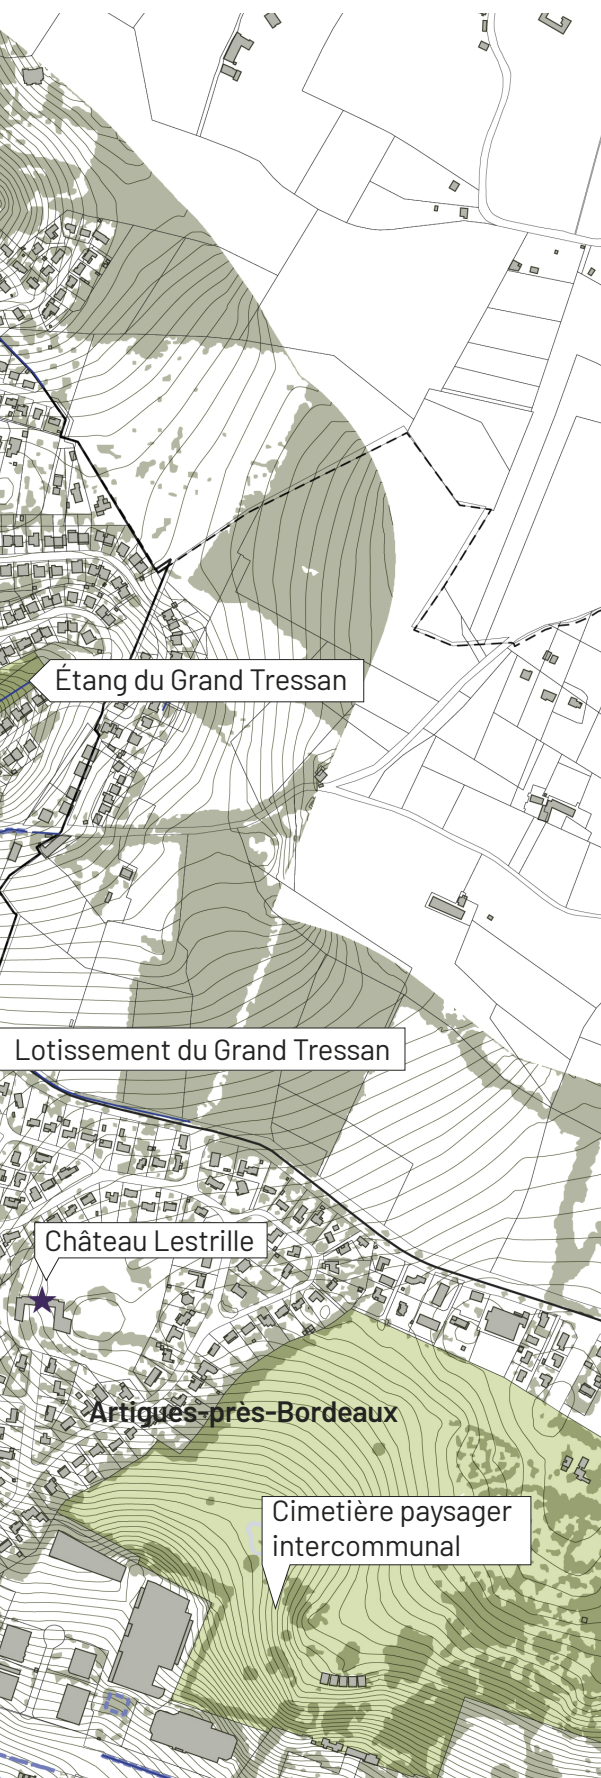 Étang du Grand Tressan
Lotissement du Grand Tressan
Château Lestrille
Artigues-près-Bordeaux
Cimetière paysager
intercommunal